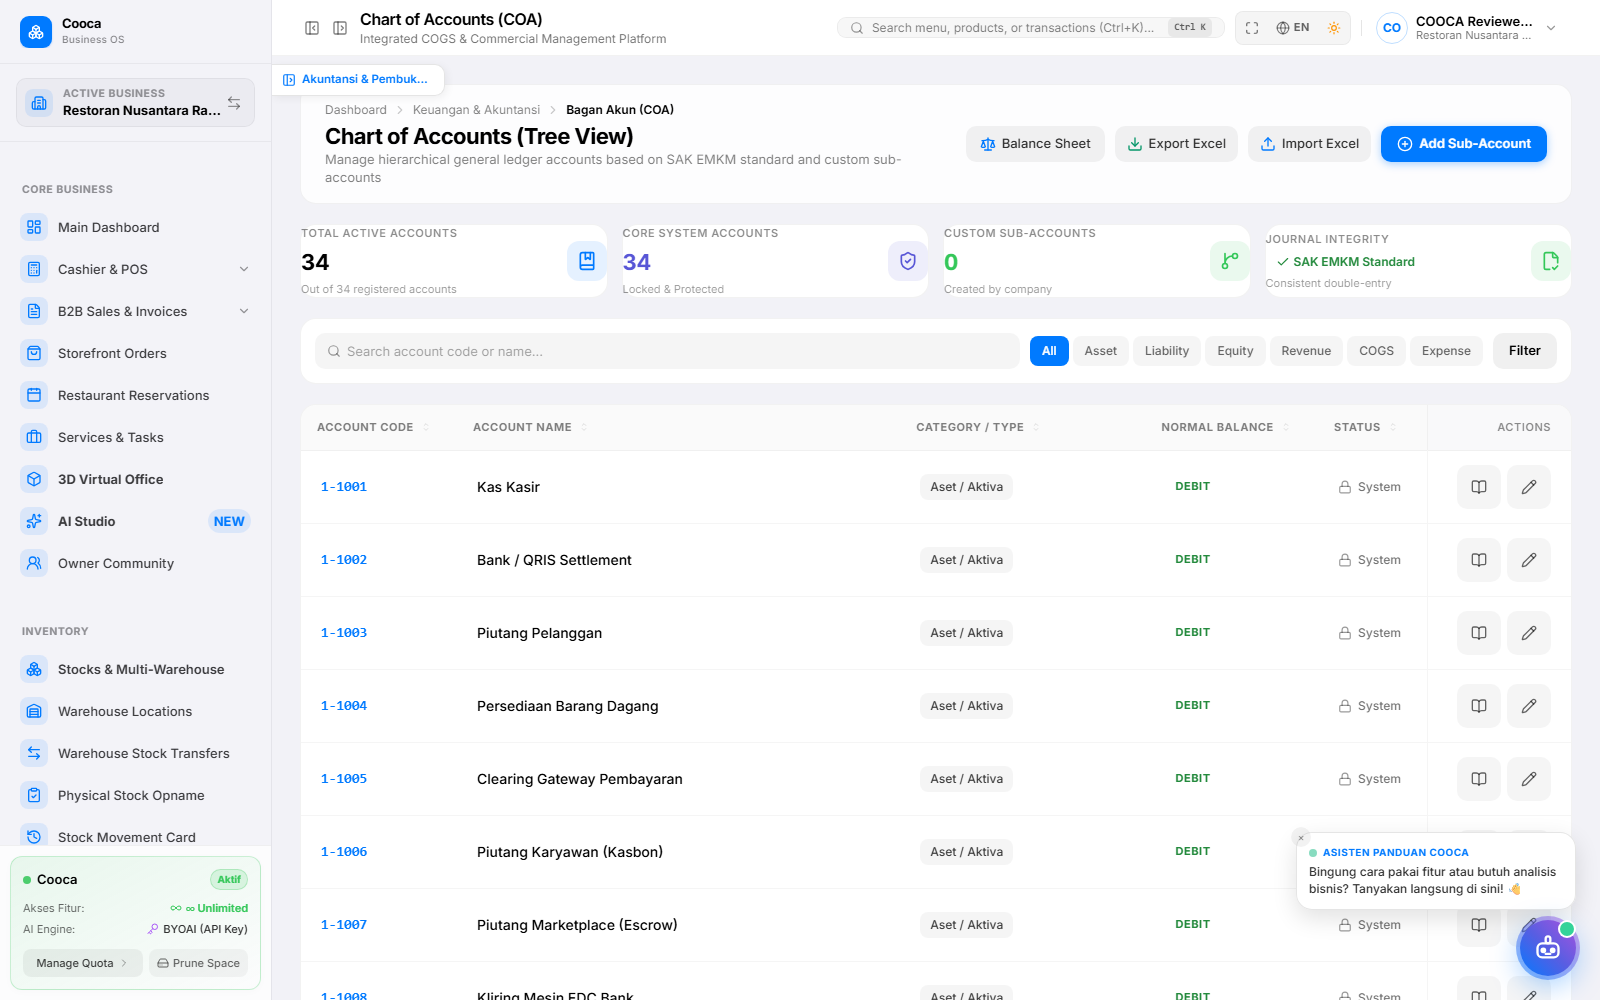 Cooca
Business OS
ACTIVE BUSINESS
Restoran Nusantara Ra...
CORE BUSINESS
Main Dashboard
Cashier & POS
B2B Sales & Invoices
Storefront Orders
Restaurant Reservations
Services & Tasks
3D Virtual Office
AI Studio NEW
Owner Community
INVENTORY
Stocks & Multi-Warehouse
Warehouse Locations
Warehouse Stock Transfers
Physical Stock Opname
Stock Movement Card
Cooca Aktif
Akses Fitur: ∞ Unlimited
AI Engine: BYOAI (API Key)
Manage Quota
Prune Space
Chart of Accounts (COA)
Integrated COGS & Commercial Management Platform
Search menu, products, or transactions (Ctrl+K)... Ctrl K
EN
CO
COOCA Reviewe...
Restoran Nusantara ...
Akuntansi & Pembuk...
Dashboard > Keuangan & Akuntansi > Bagan Akun (COA)
Chart of Accounts (Tree View)
Manage hierarchical general ledger accounts based on SAK EMKM standard and custom sub-
accounts
Balance Sheet
Export Excel
Import Excel
Add Sub-Account
TOTAL ACTIVE ACCOUNTS
34
Out of 34 registered accounts
CORE SYSTEM ACCOUNTS
34
Locked & Protected
CUSTOM SUB-ACCOUNTS
0
Created by company
JOURNAL INTEGRITY
SAK EMKM Standard
Consistent double-entry
Search account code or name...
All Asset Liability Equity Revenue COGS Expense Filter
ACCOUNT CODE ACCOUNT NAME CATEGORY / TYPE NORMAL BALANCE STATUS ACTIONS
1-1001 Kas Kasir Aset / Aktiva DEBIT System
1-1002 Bank / QRIS Settlement Aset / Aktiva DEBIT System
1-1003 Piutang Pelanggan Aset / Aktiva DEBIT System
1-1004 Persediaan Barang Dagang Aset / Aktiva DEBIT System
1-1005 Clearing Gateway Pembayaran Aset / Aktiva DEBIT System
1-1006 Piutang Karyawan (Kasbon) Aset / Aktiva DEBIT
1-1007 Piutang Marketplace (Escrow) Aset / Aktiva DEBIT System
1-1008 Kliring Mesin EDC Bank Aset / Aktiva DEBIT System
ASISTEN PANDUAN COOCA
Bingung cara pakai fitur atau butuh analisis
bisnis? Tanyakan langsung di sini! 👋